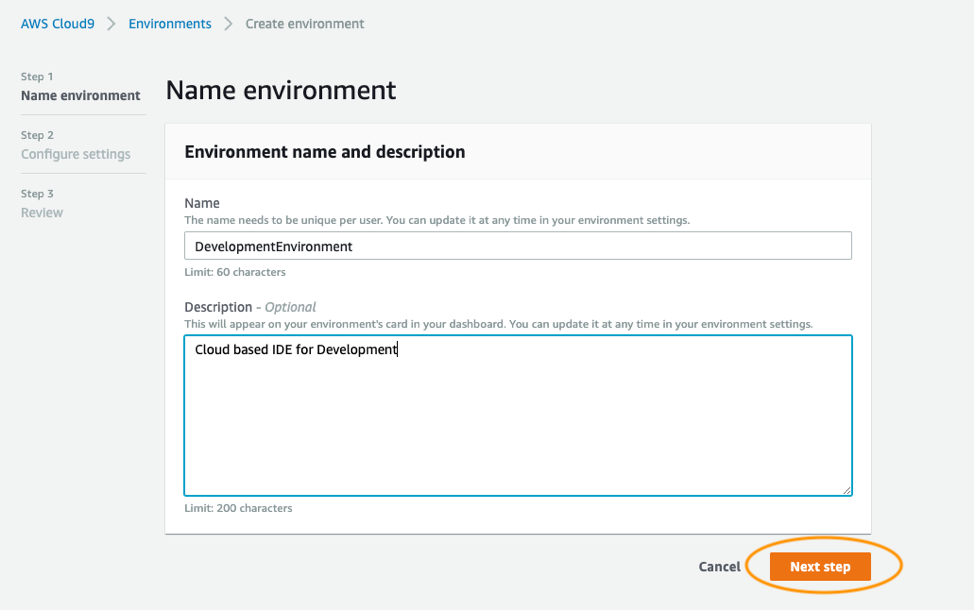 AWS Cloud9 > Environments > Create environment
Step 1
Name environment
Step 2
Configure settings
Step 3
Review
Name environment
Environment name and description
Name
The name needs to be unique per user. You can update it at any time in your environment settings.
DevelopmentEnvironment
Limit: 60 characters
Description - Optional
This will appear on your environment's card in your dashboard. You can update it at any time in your environment settings.
Cloud based IDE for Development
Limit: 200 characters
Cancel Next step